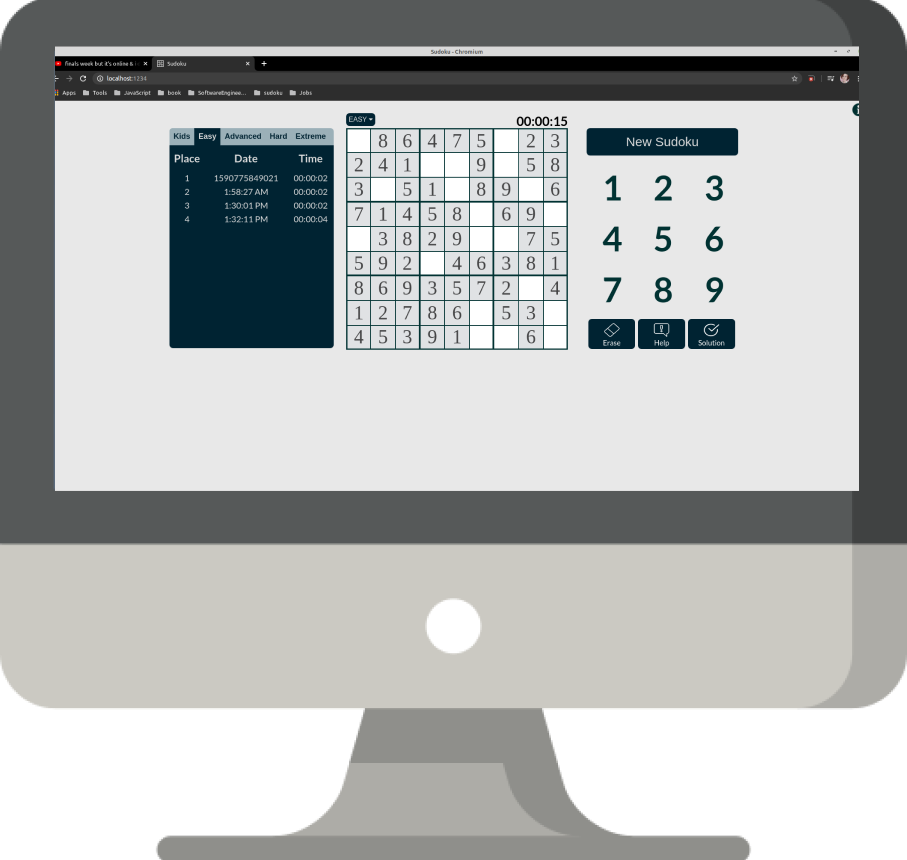 Sudoku - Chromium
finals week but it's online &
Sudoku
localhost:1234
Apps Tools JavaScript book SoftwareEnginee... sudoku Jobs
EASY 00:00:15
Kids Easy Advanced Hard Extreme
Place Date Time
1 1590775849021 00:00:02
2 1:58:27 AM 00:00:02
3 1:30:01 PM 00:00:02
4 1:32:11 PM 00:00:04
8 6 4 7 5 2 3
2 4 1 9 5 8
3 5 1 8 9 6
7 1 4 5 8 6 9
3 8 2 9 7 5
5 9 2 4 6 3 8 1
8 6 9 3 5 7 2 4
1 2 7 8 6 5 3
4 5 3 9 1 6
New Sudoku
1 2 3
4 5 6
7 8 9
Erase Help Solution